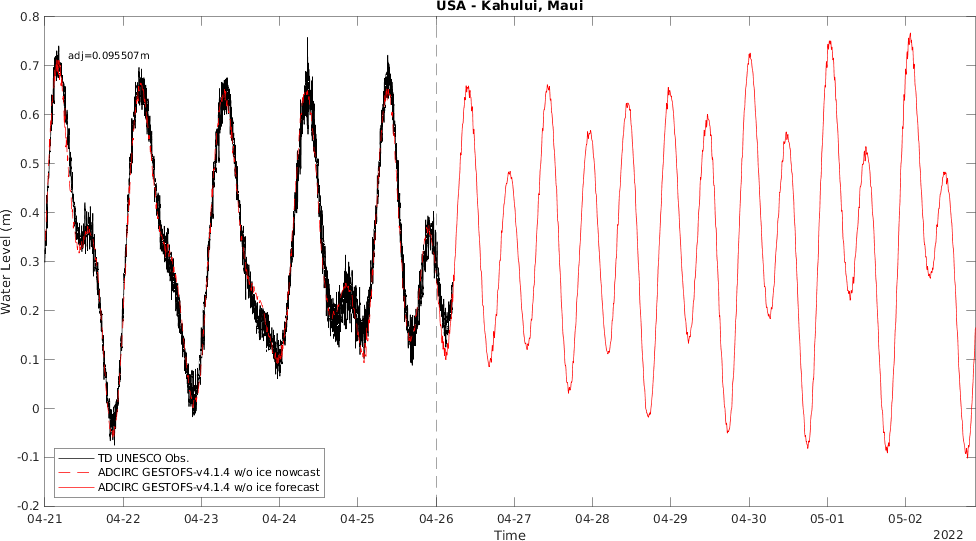 USA - Kahului, Maui
adj=0.095507m
0.8
0.7
0.6
0.5
0.4
0.3
0.2
0.1
0
-0.1
-0.2
Water Level (m)
TD UNESCO Obs.
ADCIRC GESTOFS-v4.1.4 w/o ice nowcast
ADCIRC GESTOFS-v4.1.4 w/o ice forecast
04-21 04-22 04-23 04-24 04-25 04-26 04-27 04-28 04-29 04-30 05-01 05-02
Time
2022